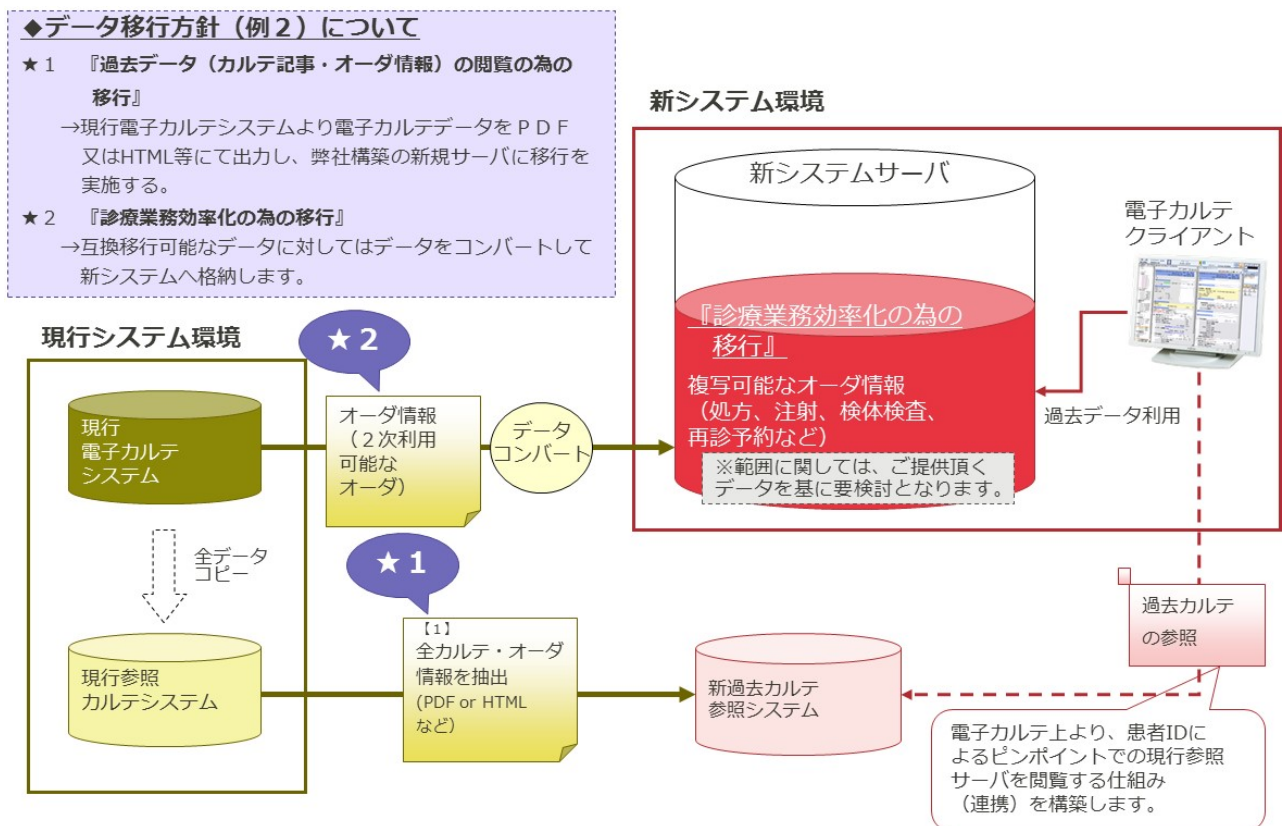 ◆データ移行方針（例２）について
★１　『過去データ（カルテ記事・オーダ情報）の閲覧の為の
移行』
→現行電子カルテシステムより電子カルテデータをＰＤＦ
又はHTML等にて出力し、弊社構築の新規サーバに移行を
実施する。
★２　『診療業務効率化の為の移行』
→互換移行可能なデータに対してはデータをコンバートして
新システムへ格納します。
新システム環境
新システムサーバ
電子カルテ
クライアント
『診療業務効率化の為の
移行』
複写可能なオーダ情報
（処方、注射、検体検査、
再診予約など）
※範囲に関しては、ご提供頂く
データを基に要検討となります。
過去データ利用
現行システム環境
★２
現行
電子カルテ
システム
オーダ情報
（２次利用
可能な
オーダ）
データ
コンバート
全データ
コピー
★１
現行参照
カルテシステム
【１】
全カルテ・オーダ
情報を抽出
(PDF or HTML
など）
新過去カルテ
参照システム
過去カルテ
の参照
電子カルテ上より、患者IDに
よるピンポイントでの現行参照
サーバを閲覧する仕組み
（連携）を構築します。